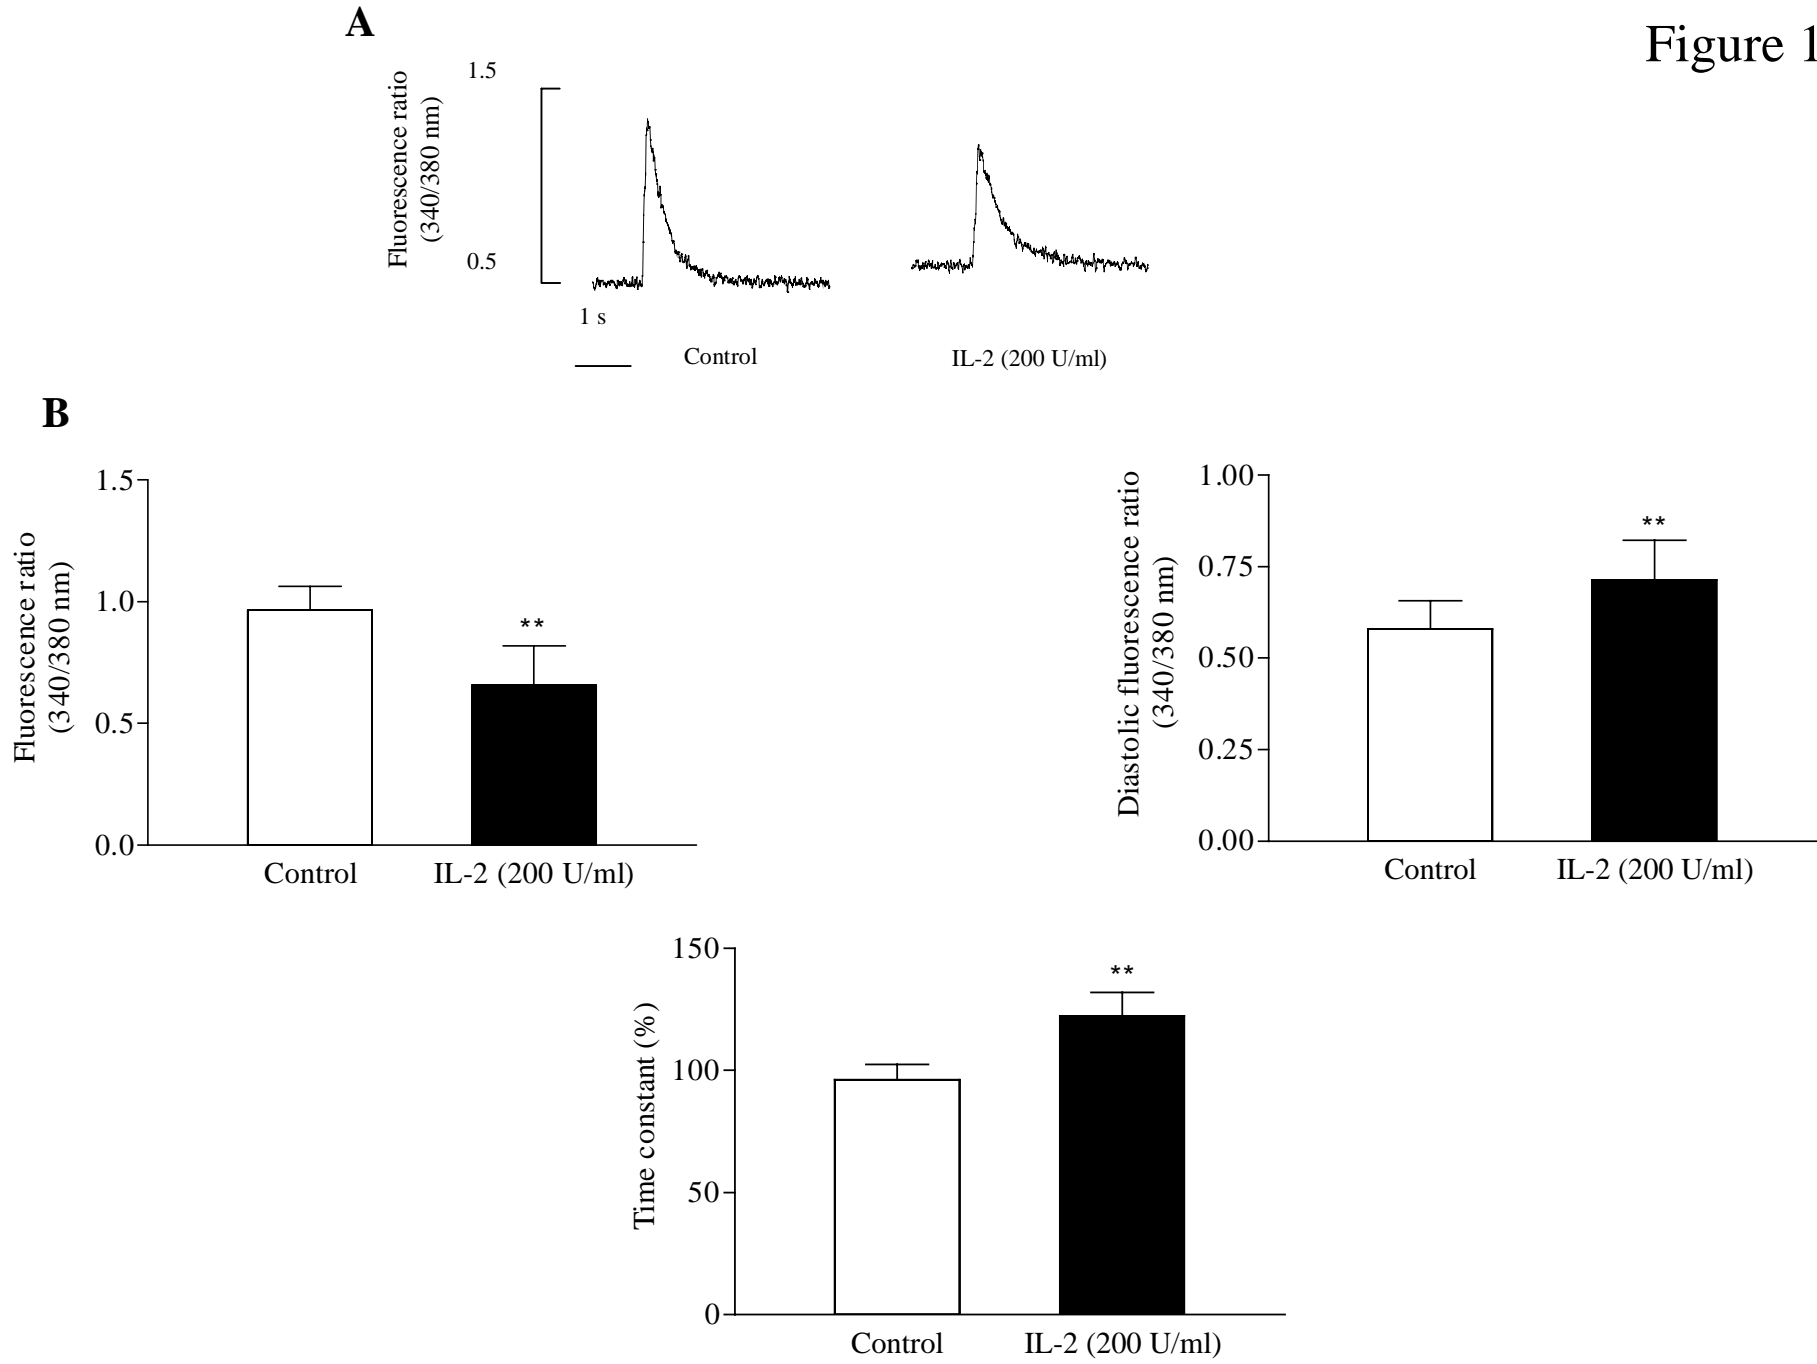 Figure 1
A
Fluorescence ratio
(340/380 nm)
1.5
0.5
1 s
Control
IL-2 (200 U/ml)
B
Fluorescence ratio
(340/380 nm)
1.5
1.0
0.5
0.0
**
Control
IL-2 (200 U/ml)
Diastolic fluorescence ratio
(340/380 nm)
1.00
0.75
0.50
0.25
0.00
**
Control
IL-2 (200 U/ml)
Time constant (%)
150
100
50
0
**
Control
IL-2 (200 U/ml)